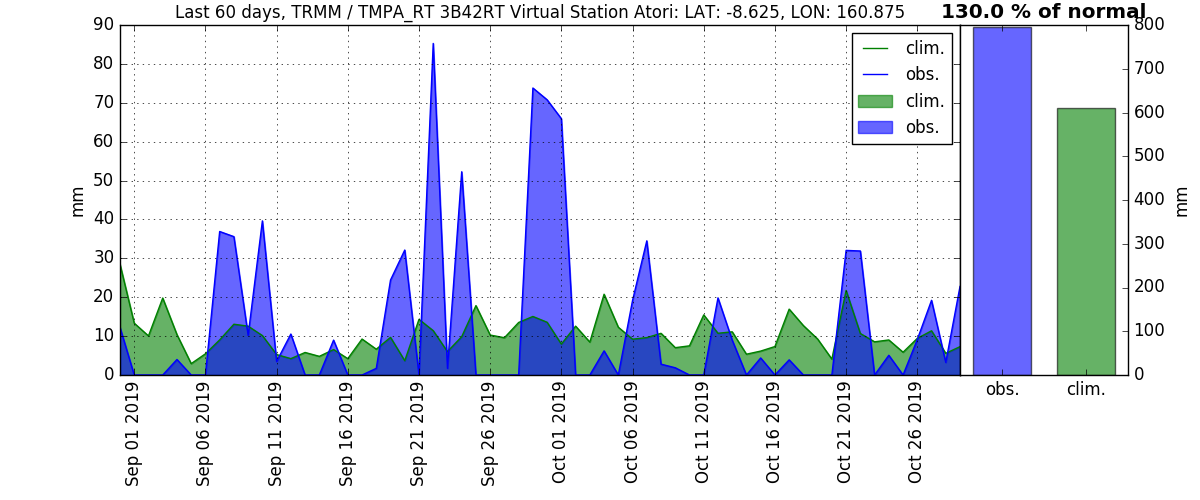 Last 60 days, TRMM / TMPA_RT 3B42RT Virtual Station Atori: LAT: -8.625, LON: 160.875
130.0 % of normal
90
80
70
60
50
40
30
20
10
0
mm
clim.
obs.
clim.
obs.
Sep 01 2019
Sep 06 2019
Sep 11 2019
Sep 16 2019
Sep 21 2019
Sep 26 2019
Oct 01 2019
Oct 06 2019
Oct 11 2019
Oct 16 2019
Oct 21 2019
Oct 26 2019
800
700
600
500
400
300
200
100
0
mm
obs.
clim.